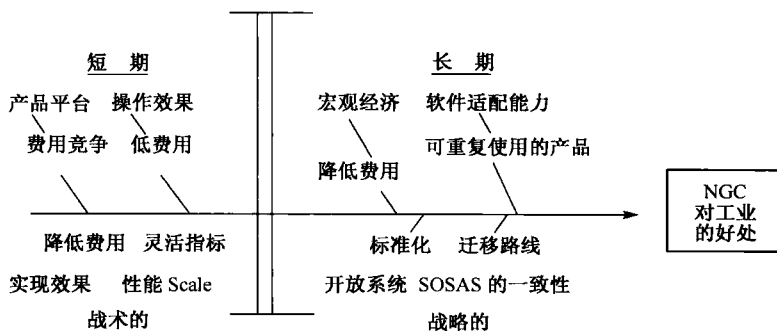 短 期
长 期
产品平台 操作效果
宏观经济 软件适配能力
费用竞争 低费用
可重复使用的产品
降低费用
NGC
对工业
的好处
降低费用 灵活指标
标准化 迁移路线
实现效果 性能 Scale
开放系统 SOSAS 的一致性
战术的
战略的